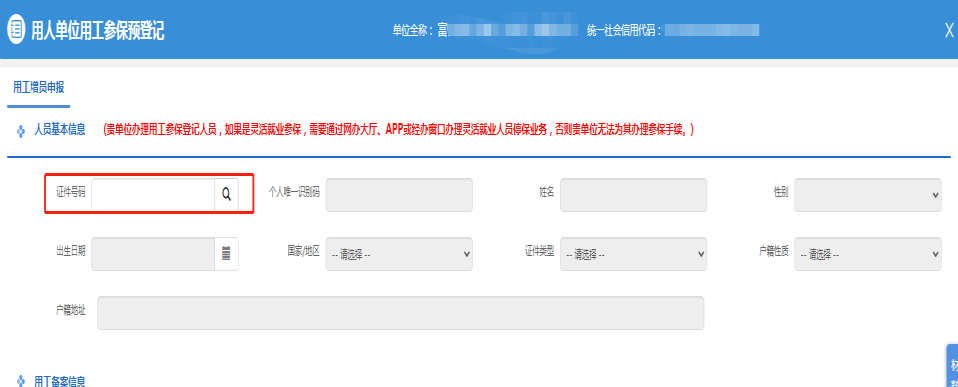 用人单位用工参保预登记
单位全称：富 统一社会信用代码：
用工增员申报
人员基本信息 (贵单位办理用工参保登记人员，如果是灵活就业参保，需要通过网办大厅、APP或经办窗口办理灵活就业人员停保业务，否则贵单位无法为其办理参保手续。)
证件号码 个人唯一识别码 姓名 性别
出生日期 国家/地区 -- 请选择 -- 证件类型 -- 请选择 -- 户籍性质 -- 请选择 --
户籍地址
用工备案信息
材